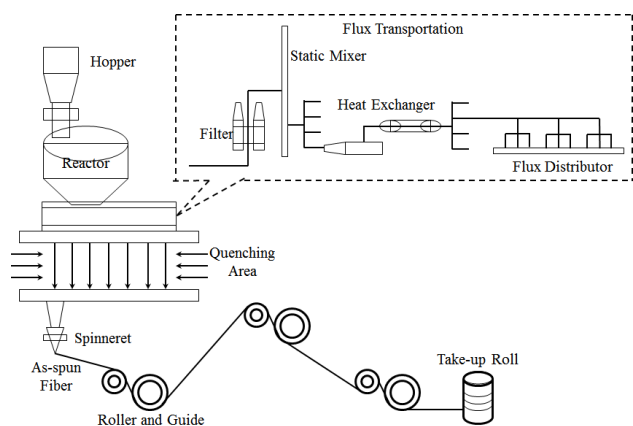 Flux Transportation
Static Mixer
Hopper
Heat Exchanger
Filter
Reactor
Flux Distributor
Quenching
Area
Spinneret
As-spun
Fiber
Take-up Roll
Roller and Guide